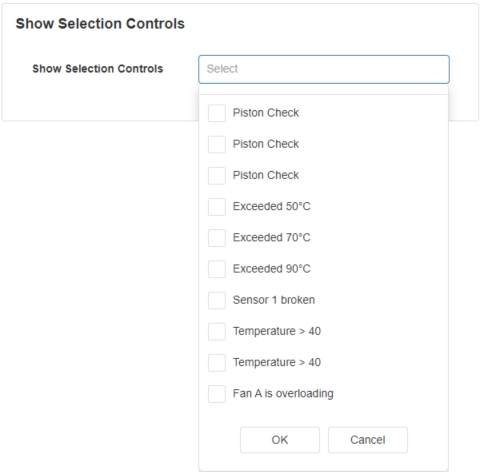 Show Selection Controls
Show Selection Controls
Select
Piston Check
Piston Check
Piston Check
Exceeded 50°C
Exceeded 70°C
Exceeded 90°C
Sensor 1 broken
Temperature > 40
Temperature > 40
Fan A is overloading
OK Cancel